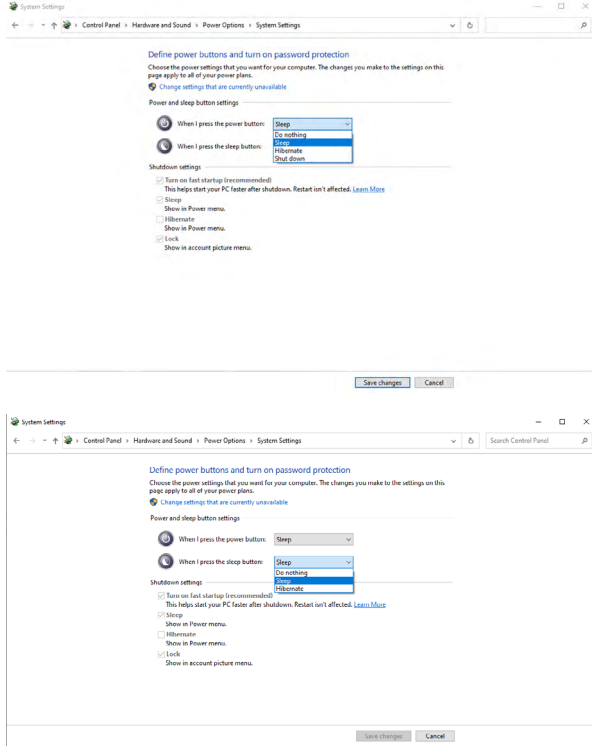 System Settings
Control Panel > Hardware and Sound > Power Options > System Settings
Define power buttons and turn on password protection
Choose the power settings that you want for your computer. The changes you make to the settings on this
page apply to all of your power plans.
Change settings that are currently unavailable
Power and sleep button settings
When I press the power button: Sleep
Do nothing
Sleep
When I press the sleep button: Hibernate
Shut down
Shutdown settings
Turn on fast startup (recommended)
This helps start your PC faster after shutdown. Restart isn't affected. Learn More
Sleep
Show in Power menu.
Hibernate
Show in Power menu.
Lock
Show in account picture menu.
Save changes Cancel
System Settings
Control Panel > Hardware and Sound > Power Options > System Settings Search Control Panel
Define power buttons and turn on password protection
Choose the power settings that you want for your computer. The changes you make to the settings on this
page apply to all of your power plans.
Change settings that are currently unavailable
Power and sleep button settings
When I press the power button: Sleep
When I press the sleep button: Sleep
Do nothing
Shutdown settings Sleep
Turn on fast startup (recommended) Hibernate
This helps start your PC faster after shutdown. Restart isn't affected. Learn More
Sleep
Show in Power menu.
Hibernate
Show in Power menu.
Lock
Show in account picture menu.
Save changes Cancel